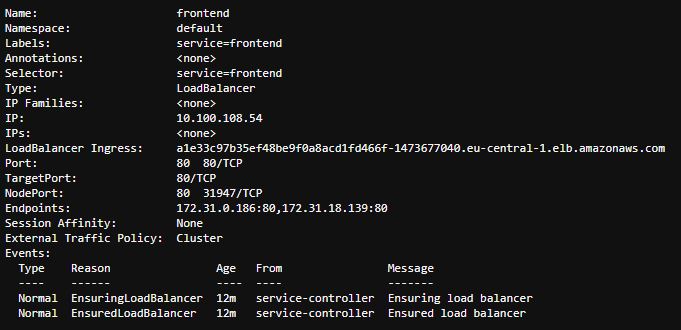 Name:                     frontend
Namespace:                default
Labels:                   service=frontend
Annotations:              <none>
Selector:                 service=frontend
Type:                     LoadBalancer
IP Families:              <none>
IP:                       10.100.108.54
IPs:                      <none>
LoadBalancer Ingress:     a1e33c97b35ef48be9f0a8acd1fd466f-1473677040.eu-central-1.elb.amazonaws.com
Port:                     80  80/TCP
TargetPort:               80/TCP
NodePort:                 80  31947/TCP
Endpoints:                172.31.0.186:80,172.31.18.139:80
Session Affinity:         None
External Traffic Policy:  Cluster
Events:
  Type    Reason                Age  From                Message
  ----    ------                ---- ----                -------
  Normal  EnsuringLoadBalancer  12m  service-controller  Ensuring load balancer
  Normal  EnsuredLoadBalancer   12m  service-controller  Ensured load balancer